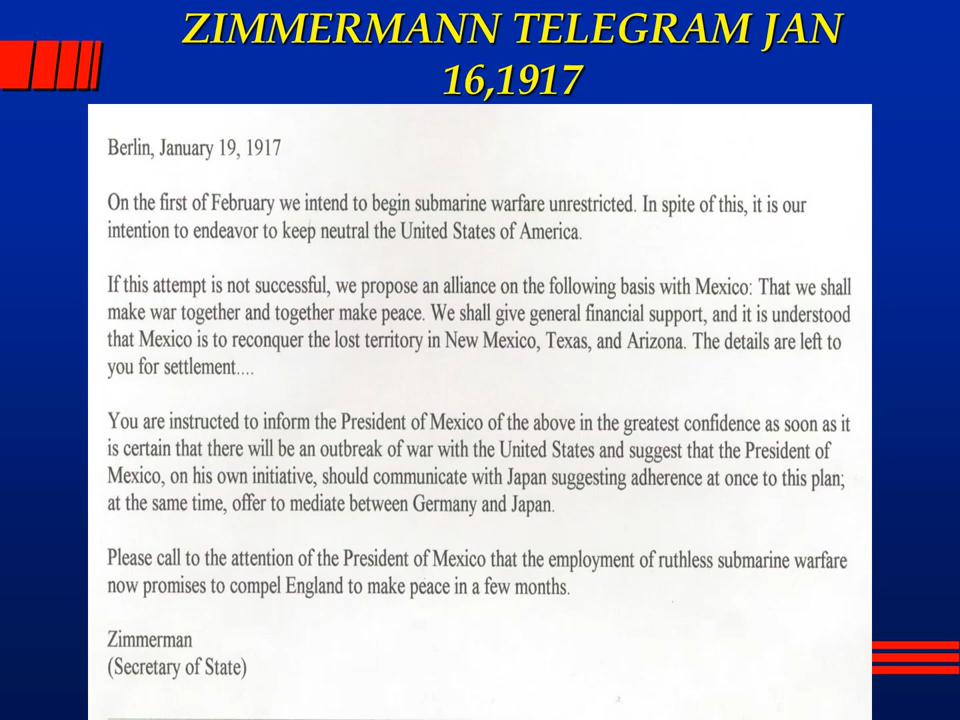 ZIMMERMANN TELEGRAM JAN
16,1917
Berlin, January 19, 1917
On the first of February we intend to begin submarine warfare unrestricted. In spite of this, it is our
intention to endeavor to keep neutral the United States of America.
If this attempt is not successful, we propose an alliance on the following basis with Mexico: That we shall
make war together and together make peace. We shall give general financial support, and it is understood
that Mexico is to reconquer the lost territory in New Mexico, Texas, and Arizona. The details are left to
you for settlement....
You are instructed to inform the President of Mexico of the above in the greatest confidence as soon as it
is certain that there will be an outbreak of war with the United States and suggest that the President of
Mexico, on his own initiative, should communicate with Japan suggesting adherence at once to this plan;
at the same time, offer to mediate between Germany and Japan.
Please call to the attention of the President of Mexico that the employment of ruthless submarine warfare
now promises to compel England to make peace in a few months.
Zimmerman
(Secretary of State)